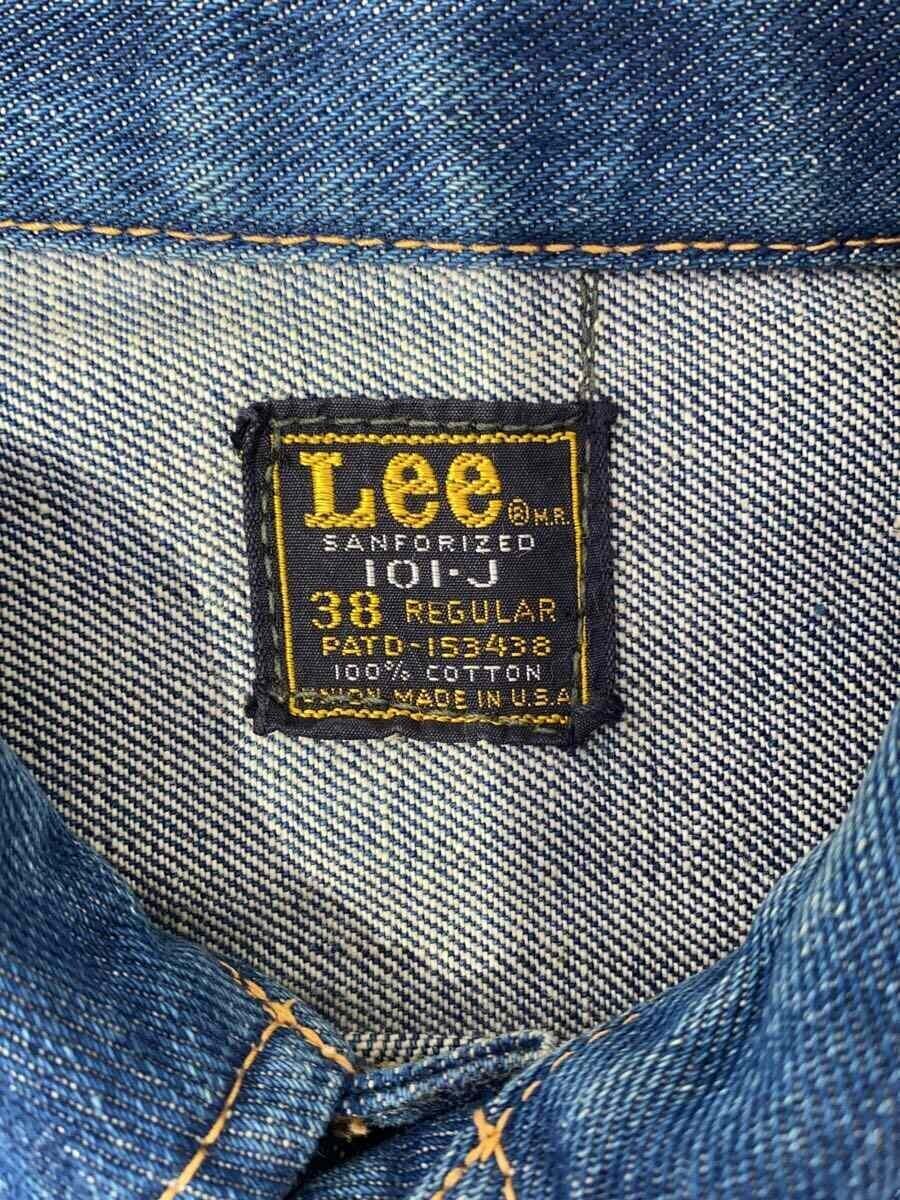 Lee ® M.R.
SANFORIZED
101·J
38 REGULAR
PATD-153438
100% COTTON
UNION MADE IN U.S.A.